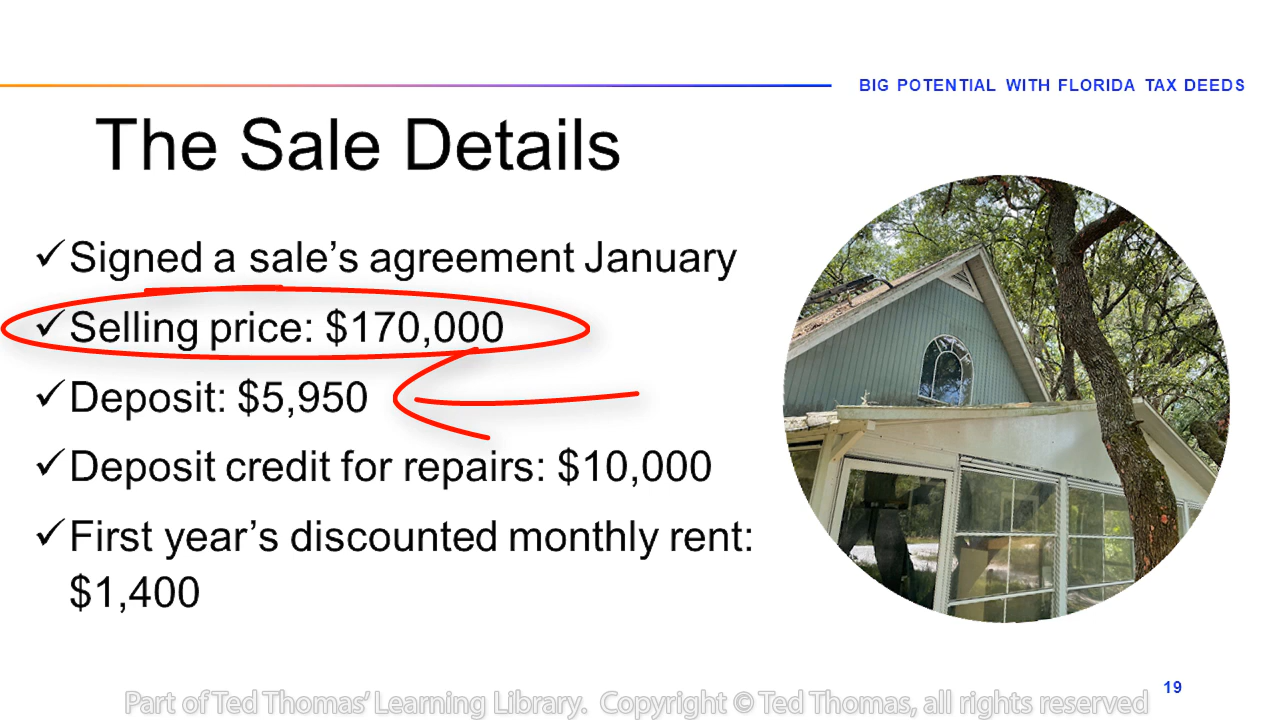 BIG POTENTIAL WITH FLORIDA TAX DEEDS
The Sale Details
✓Signed a sale’s agreement January
✓Selling price: $170,000
✓Deposit: $5,950
✓Deposit credit for repairs: $10,000
✓First year’s discounted monthly rent:
$1,400
19
Part of Ted Thomas’ Learning Library. Copyright © Ted Thomas, all rights reserved